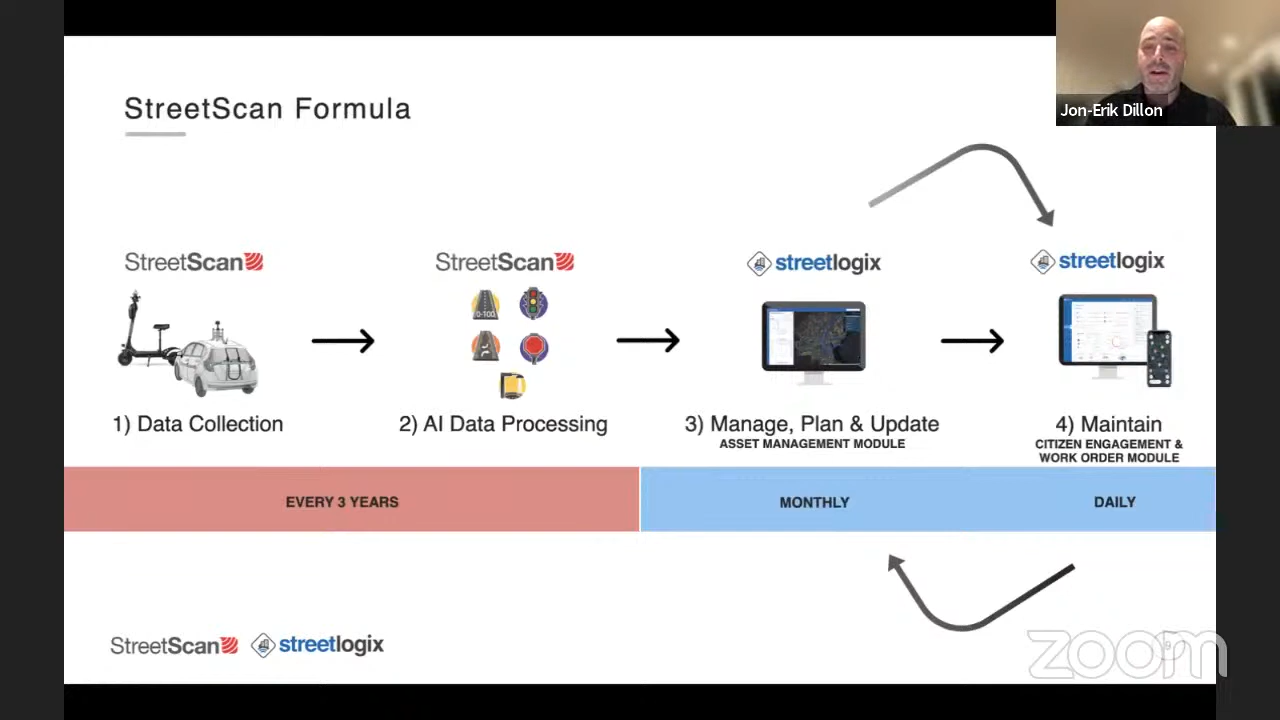 StreetScan Formula
Jon-Erik Dillon
StreetScan
StreetScan
streetlogix
streetlogix
0-100
1) Data Collection
2) AI Data Processing
3) Manage, Plan & Update
ASSET MANAGEMENT MODULE
4) Maintain
CITIZEN ENGAGEMENT &
WORK ORDER MODULE
EVERY 3 YEARS
MONTHLY
DAILY
StreetScan
streetlogix
zoom